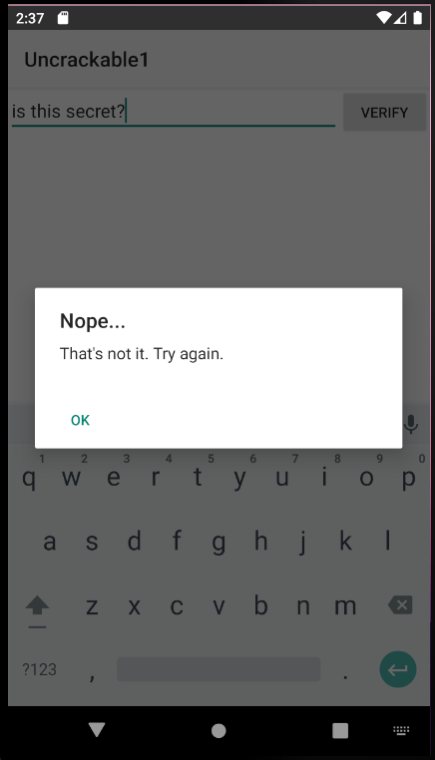 2:37
Uncrackable1
is this secret?
VERIFY
Nope...
That's not it. Try again.
OK
1 2 3 4 5 6 7 8 9 0
q w e r t y u i o p
a s d f g h j k l
z x c v b n m
?123 , .